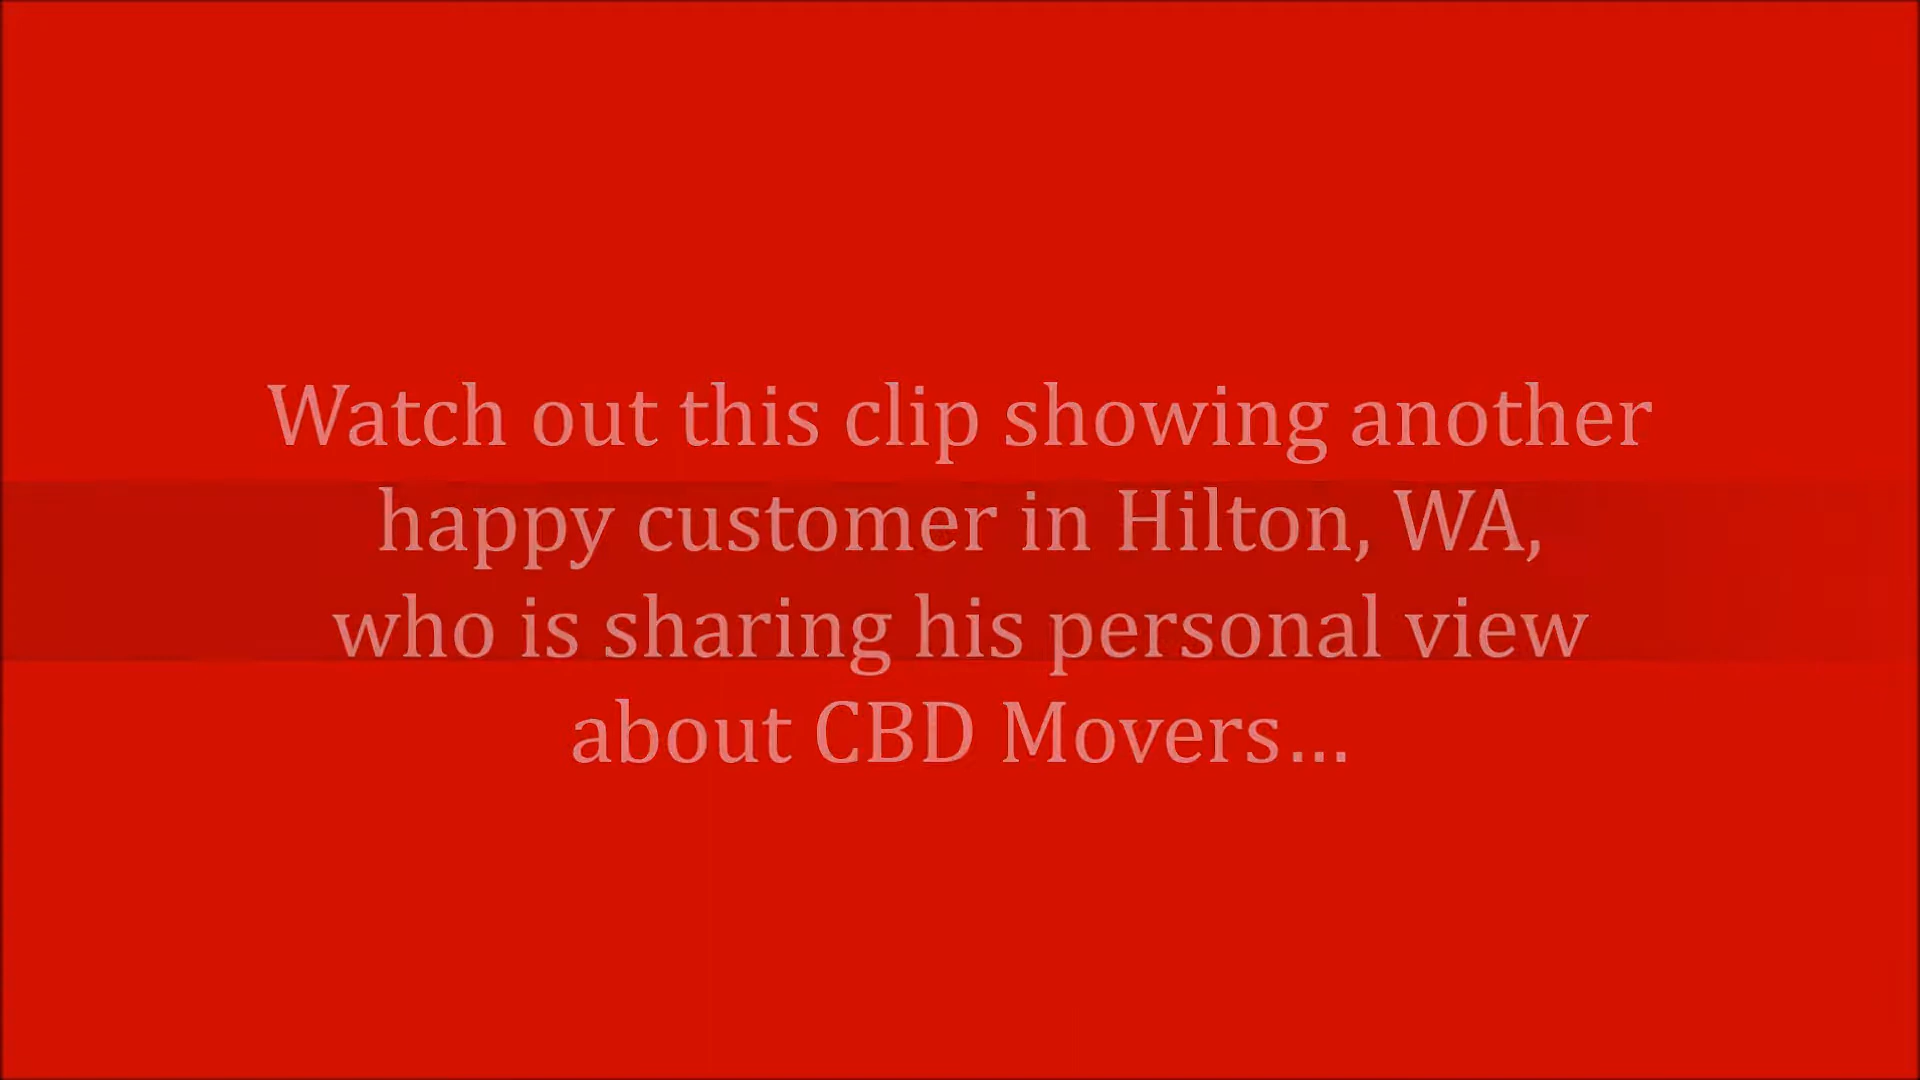 Watch out this clip showing another
happy customer in Hilton, WA,
who is sharing his personal view
about CBD Movers...